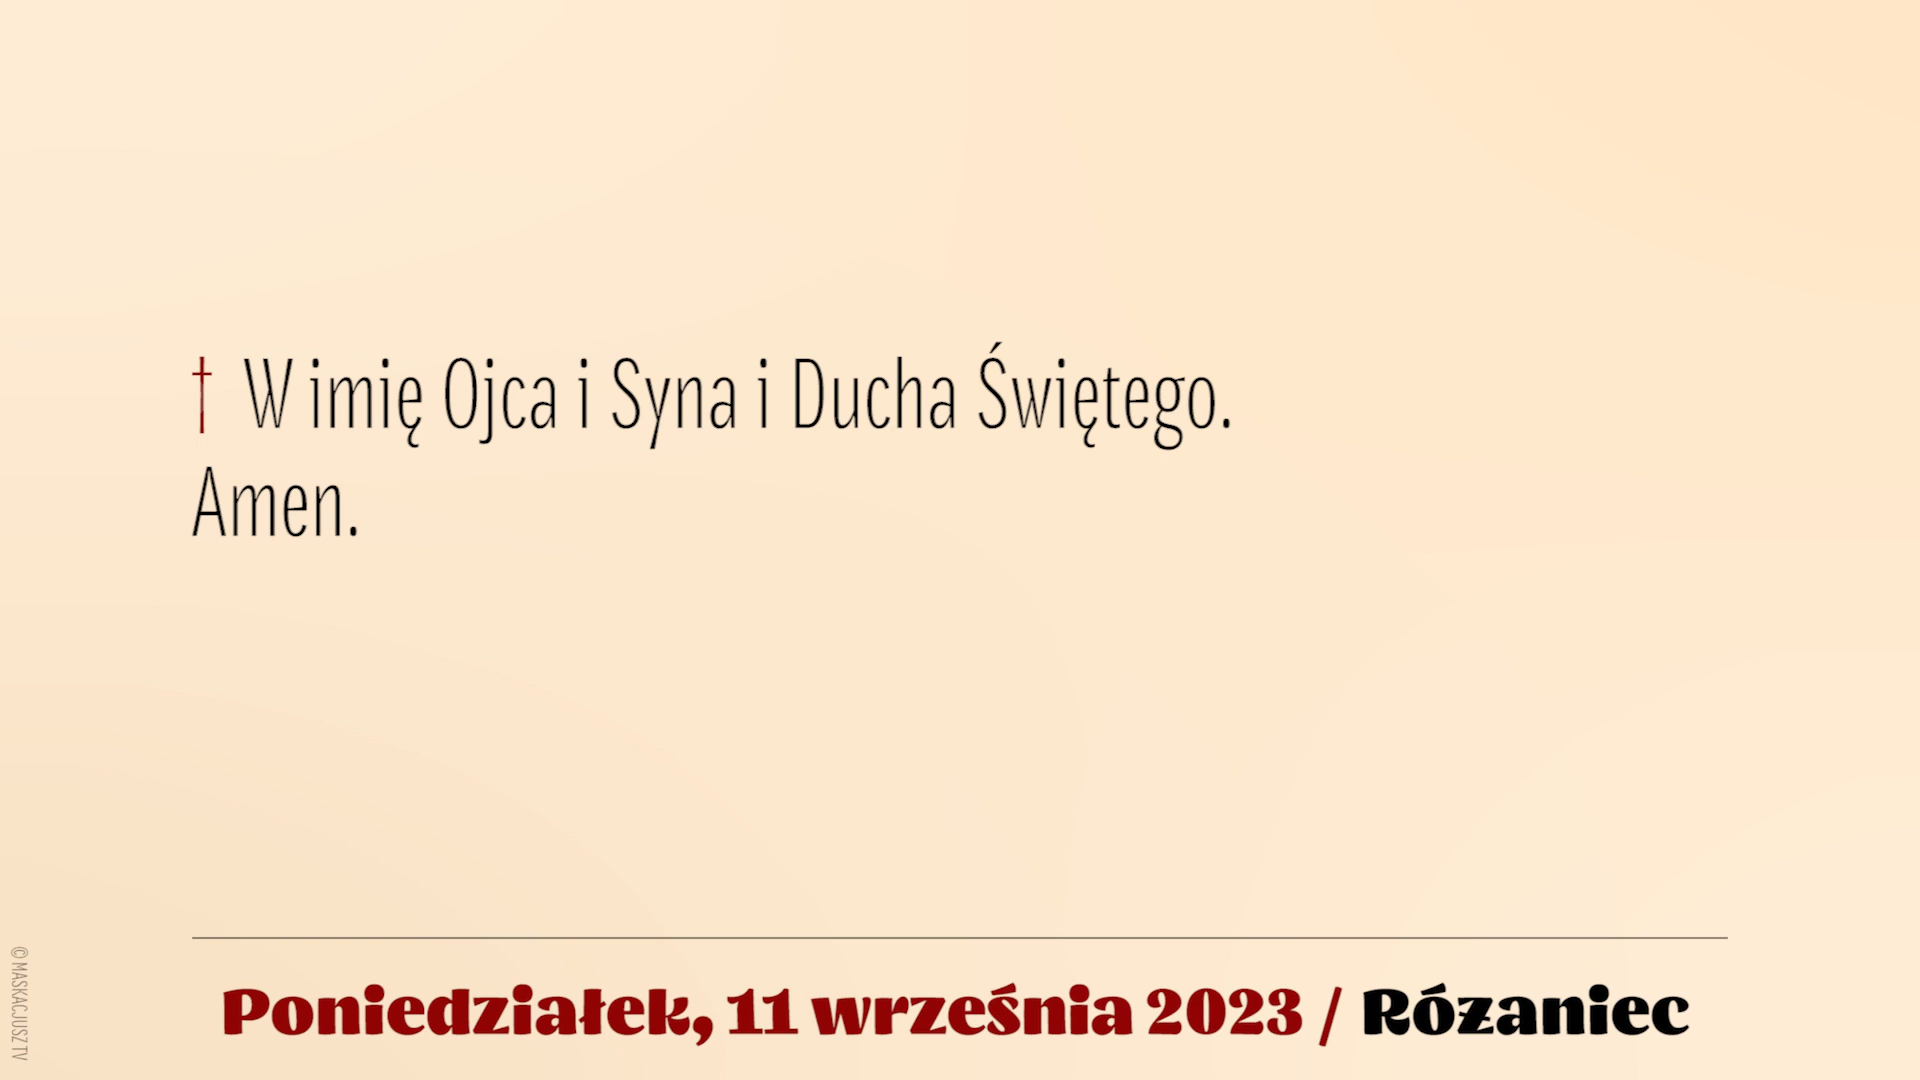 † W imię Ojca i Syna i Ducha Świętego.
Amen.
Poniedziałek, 11 września 2023 / Różaniec
© MASKACJUSZ TV